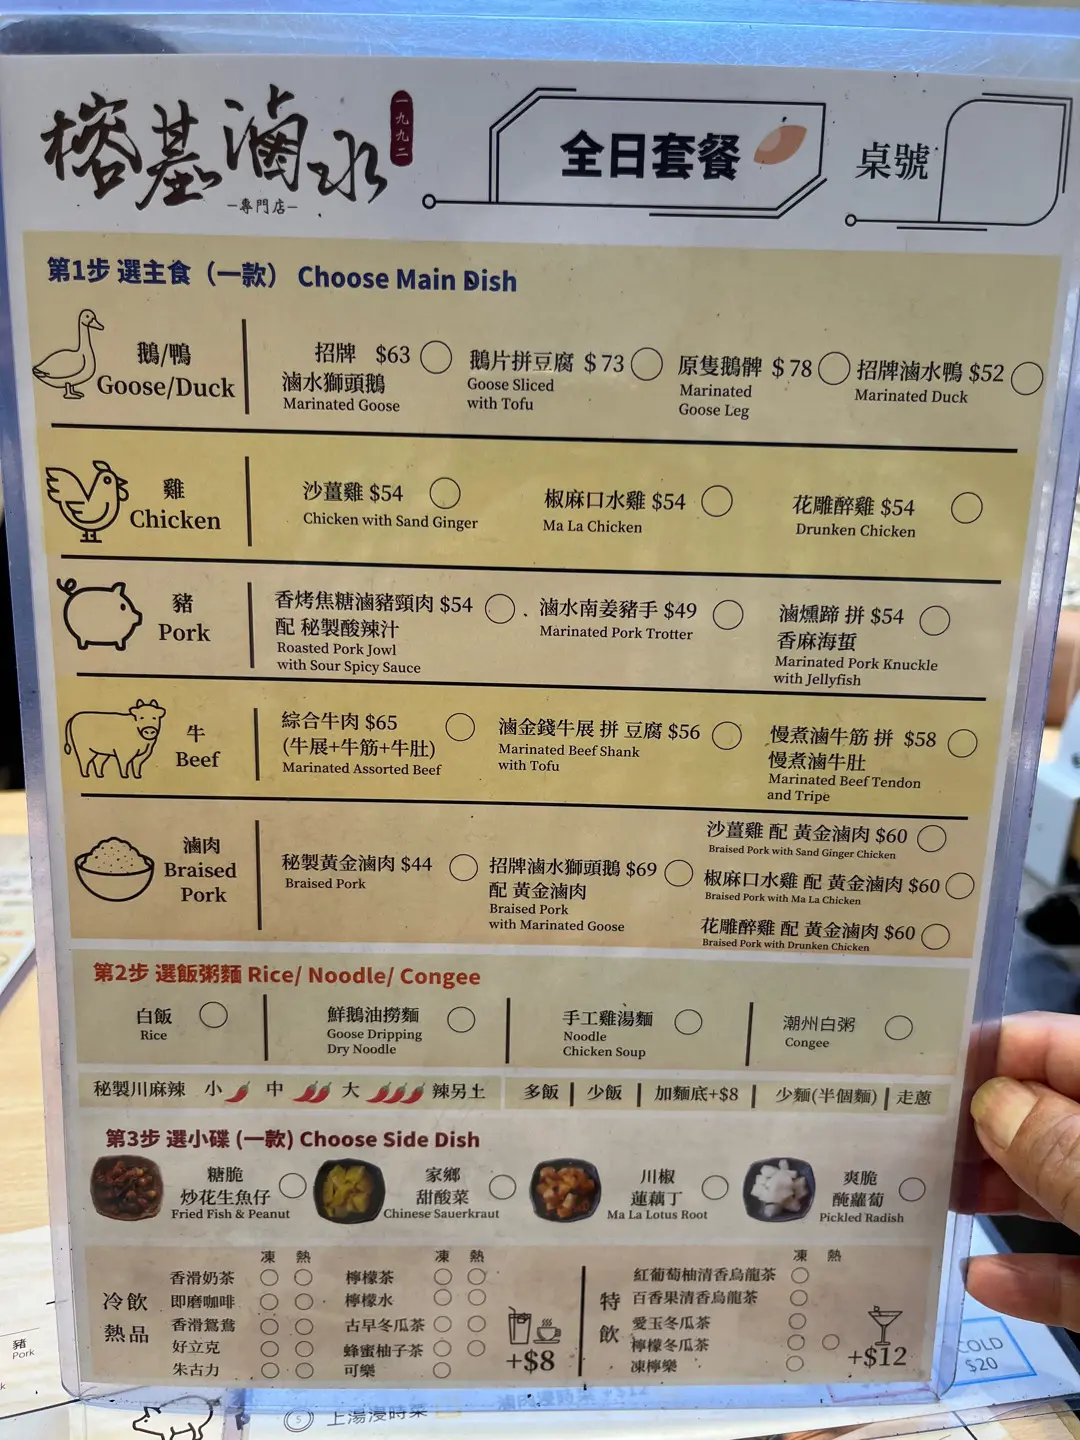 榕基滷水
一九九二
—專門店—
全日套餐
桌號
第1步 選主食（一款） Choose Main Dish
鵝/鴨
Goose/Duck
招牌 $63
滷水獅頭鵝
Marinated Goose
鵝片拼豆腐 $73
Goose Sliced
with Tofu
原隻鵝髀 $78
Marinated
Goose Leg
招牌滷水鴨 $52
Marinated Duck
雞
Chicken
沙薑雞 $54
Chicken with Sand Ginger
椒麻口水雞 $54
Ma La Chicken
花雕醉雞 $54
Drunken Chicken
豬
Pork
香烤焦糖滷豬頸肉 $54
配 秘製酸辣汁
Roasted Pork Jowl
with Sour Spicy Sauce
滷水南姜豬手 $49
Marinated Pork Trotter
滷燻蹄 拼 $54
香麻海蜇
Marinated Pork Knuckle
with Jellyfish
牛
Beef
綜合牛肉 $65
(牛展+牛筋+牛肚)
Marinated Assorted Beef
滷金錢牛展 拼 豆腐 $56
Marinated Beef Shank
with Tofu
慢煮滷牛筋 拼 $58
慢煮滷牛肚
Marinated Beef Tendon
and Tripe
滷肉
Braised
Pork
秘製黃金滷肉 $44
Braised Pork
招牌滷水獅頭鵝 $69
配 黃金滷肉
Braised Pork
with Marinated Goose
沙薑雞 配 黃金滷肉 $60
Braised Pork with Sand Ginger Chicken
椒麻口水雞 配 黃金滷肉 $60
Braised Pork with Ma La Chicken
花雕醉雞 配 黃金滷肉 $60
Braised Pork with Drunken Chicken
第2步 選飯粥麵 Rice/ Noodle/ Congee
白飯
Rice
鮮鵝油撈麵
Goose Dripping
Dry Noodle
手工雞湯麵
Noodle
Chicken Soup
潮州白粥
Congee
秘製川麻辣 小 中 大 辣另上
多飯 | 少飯 | 加麵底+$8 | 少麵(半個麵) | 走蔥
第3步 選小碟 (一款) Choose Side Dish
糖脆
炒花生魚仔
Fried Fish & Peanut
家鄉
甜酸菜
Chinese Sauerkraut
川椒
蓮藕丁
Ma La Lotus Root
爽脆
醃蘿蔔
Pickled Radish
冷飲
熱品
凍 熱
香滑奶茶
即磨咖啡
香滑鴛鴦
好立克
朱古力
凍 熱
檸檬茶
檸檬水
古早冬瓜茶
蜂蜜柚子茶
可樂
+$8
特
飲
凍 熱
紅葡萄柚清香烏龍茶
百香果清香烏龍茶
愛玉冬瓜茶
檸檬冬瓜茶
凍檸樂
+$12
豬
Pork
COLD
$20
上湯浸時菜